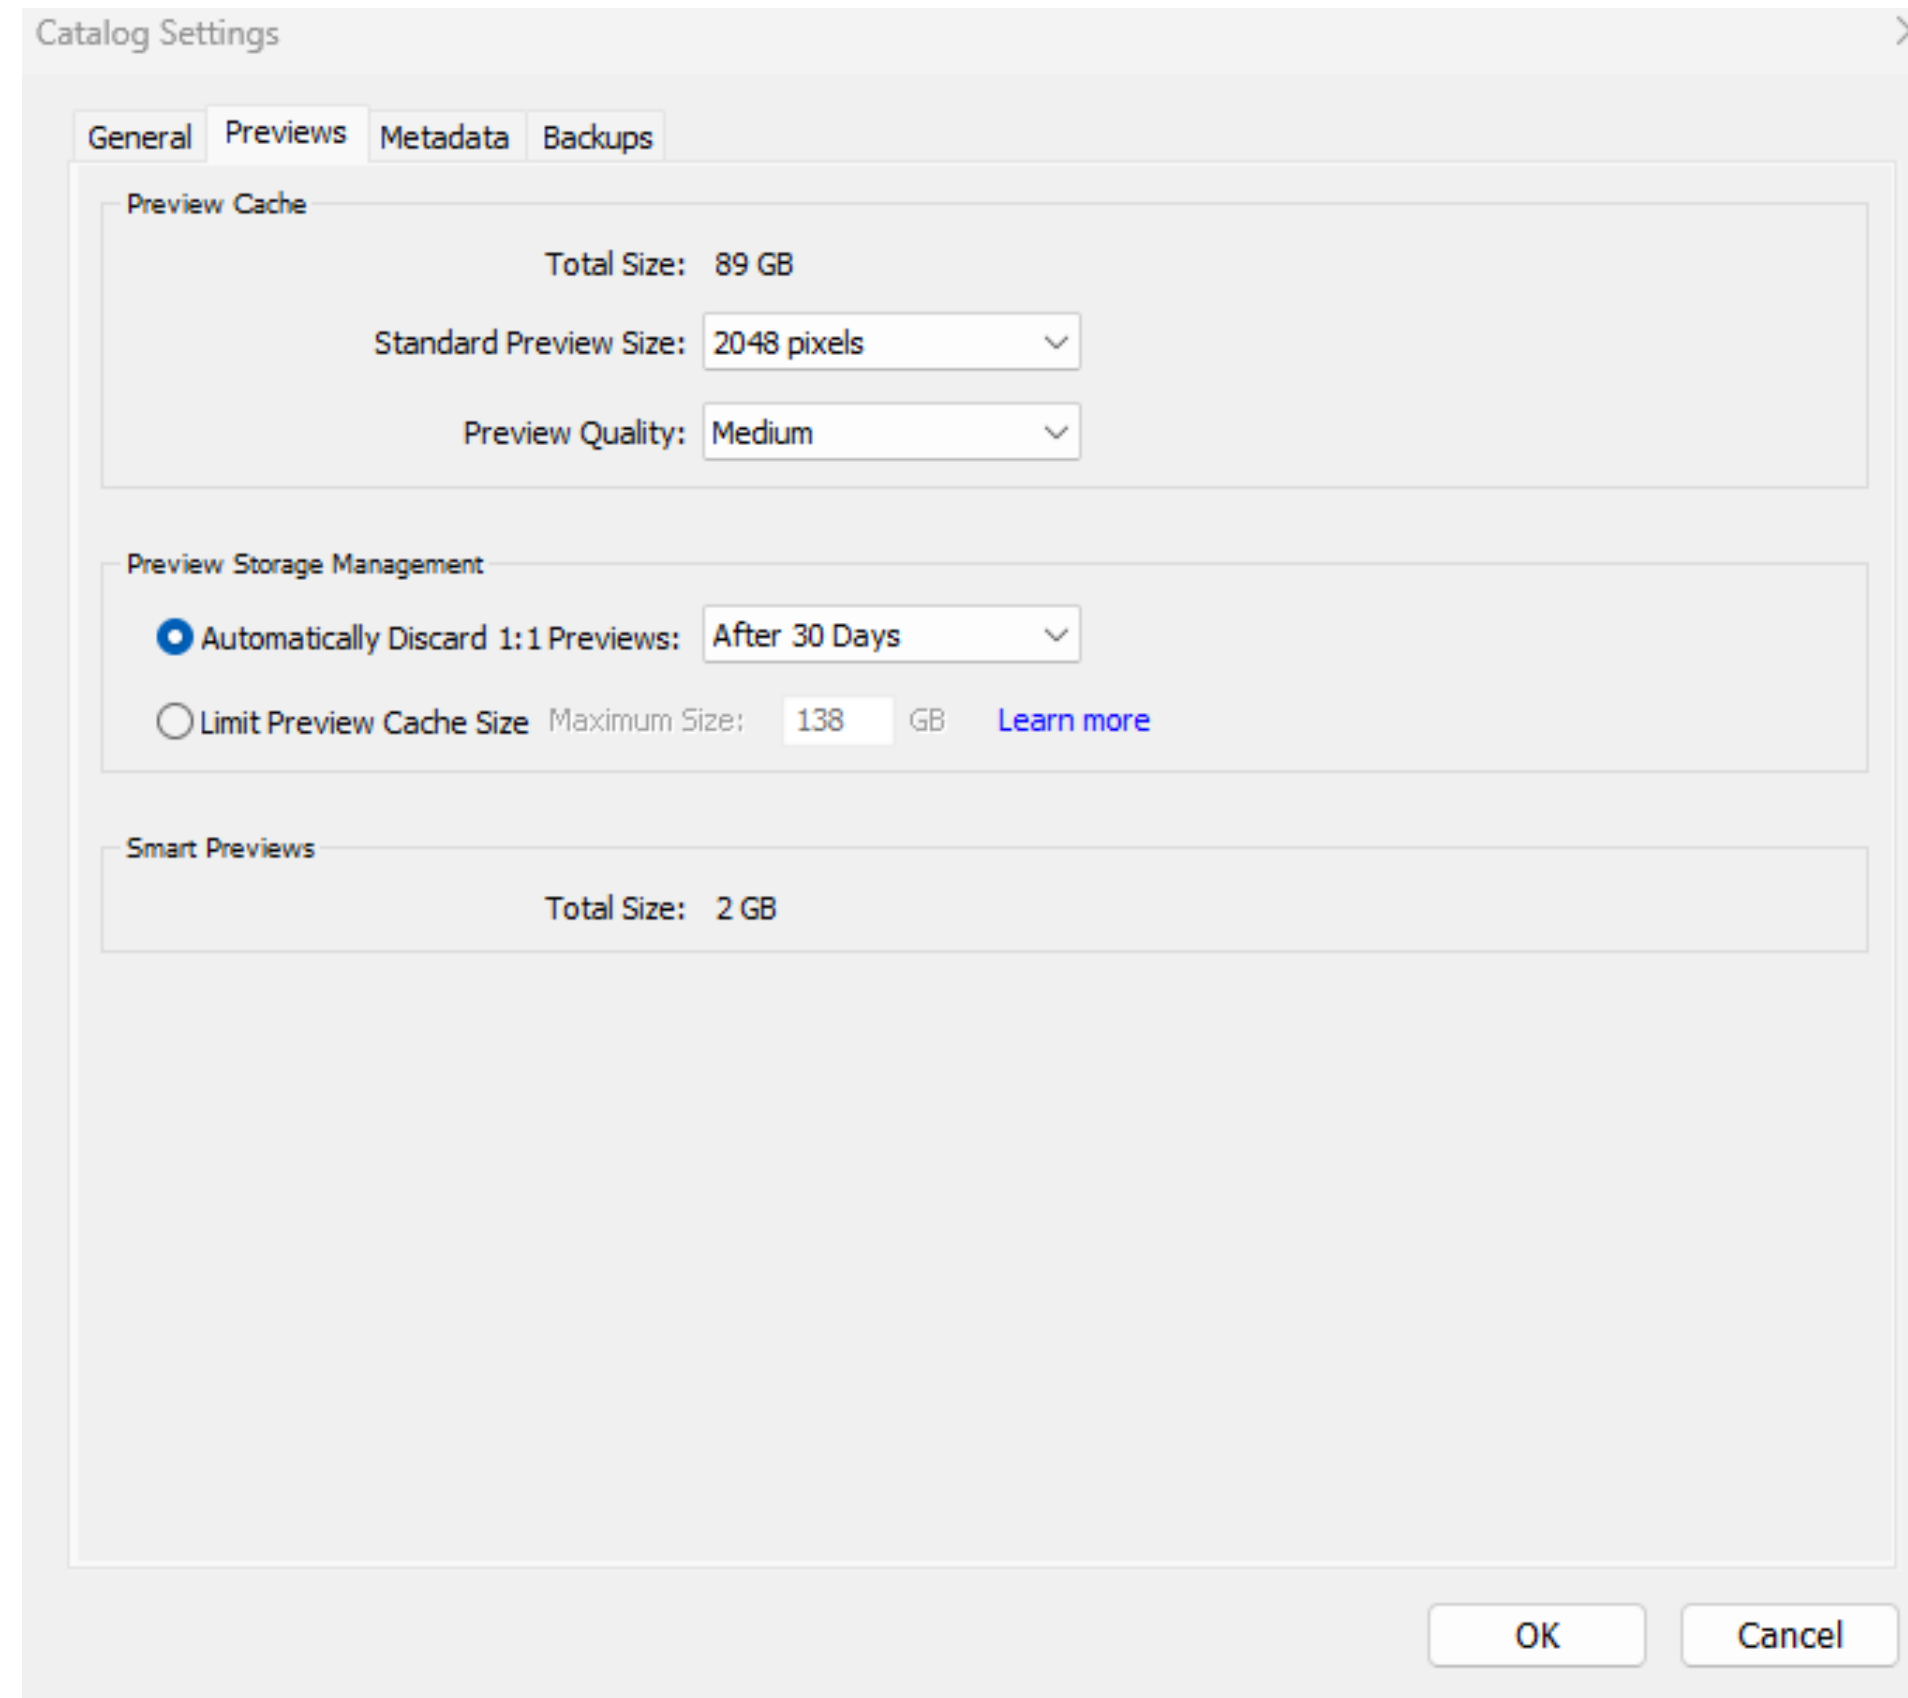 Catalog Settings
General Previews Metadata Backups
Preview Cache
Total Size: 89 GB
Standard Preview Size: 2048 pixels
Preview Quality: Medium
Preview Storage Management
Automatically Discard 1:1 Previews: After 30 Days
Limit Preview Cache Size Maximum Size: 138 GB Learn more
Smart Previews
Total Size: 2 GB
OK Cancel